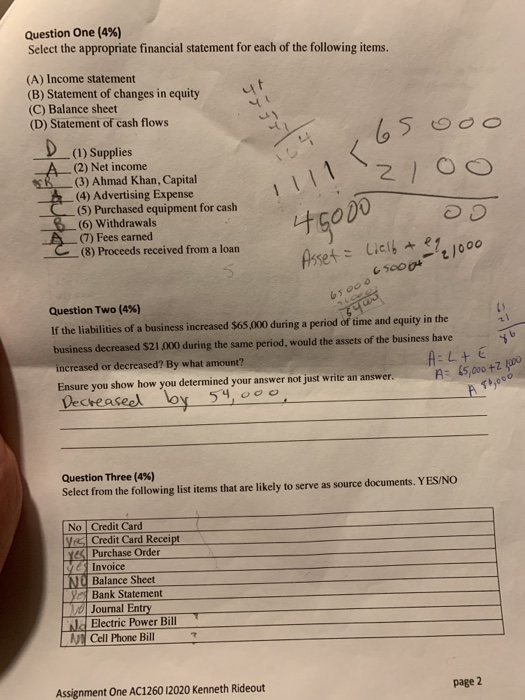 Question One (4%)
Select the appropriate financial statement for each of the following items.
(A) Income statement
(B) Statement of changes in equity
(C) Balance sheet
(D) Statement of cash flows
D (1) Supplies
A (2) Net income
(3) Ahmad Khan, Capital
(4) Advertising Expense
C (5) Purchased equipment for cash
B (6) Withdrawals
A (7) Fees earned
C (8) Proceeds received from a loan
65000
2100
00
45000
Asset = Lialb + eq
65000 - 21000
65000
Question Two (4%)
If the liabilities of a business increased $65,000 during a period of time and equity in the
business decreased $21,000 during the same period, would the assets of the business have
increased or decreased? By what amount?
Ensure you show how you determined your answer not just write an answer.
Decreased by 54,000.
21
A=L+E
Question Three (4%)
Select from the following list items that are likely to serve as source documents. YES/NO
No Credit Card
Yes Credit Card Receipt
Yes Purchase Order
Yes Invoice
NO Balance Sheet
Yes Bank Statement
No Journal Entry
No Electric Power Bill ?
No Cell Phone Bill ?
Assignment One AC1260 12020 Kenneth Rideout
page 2